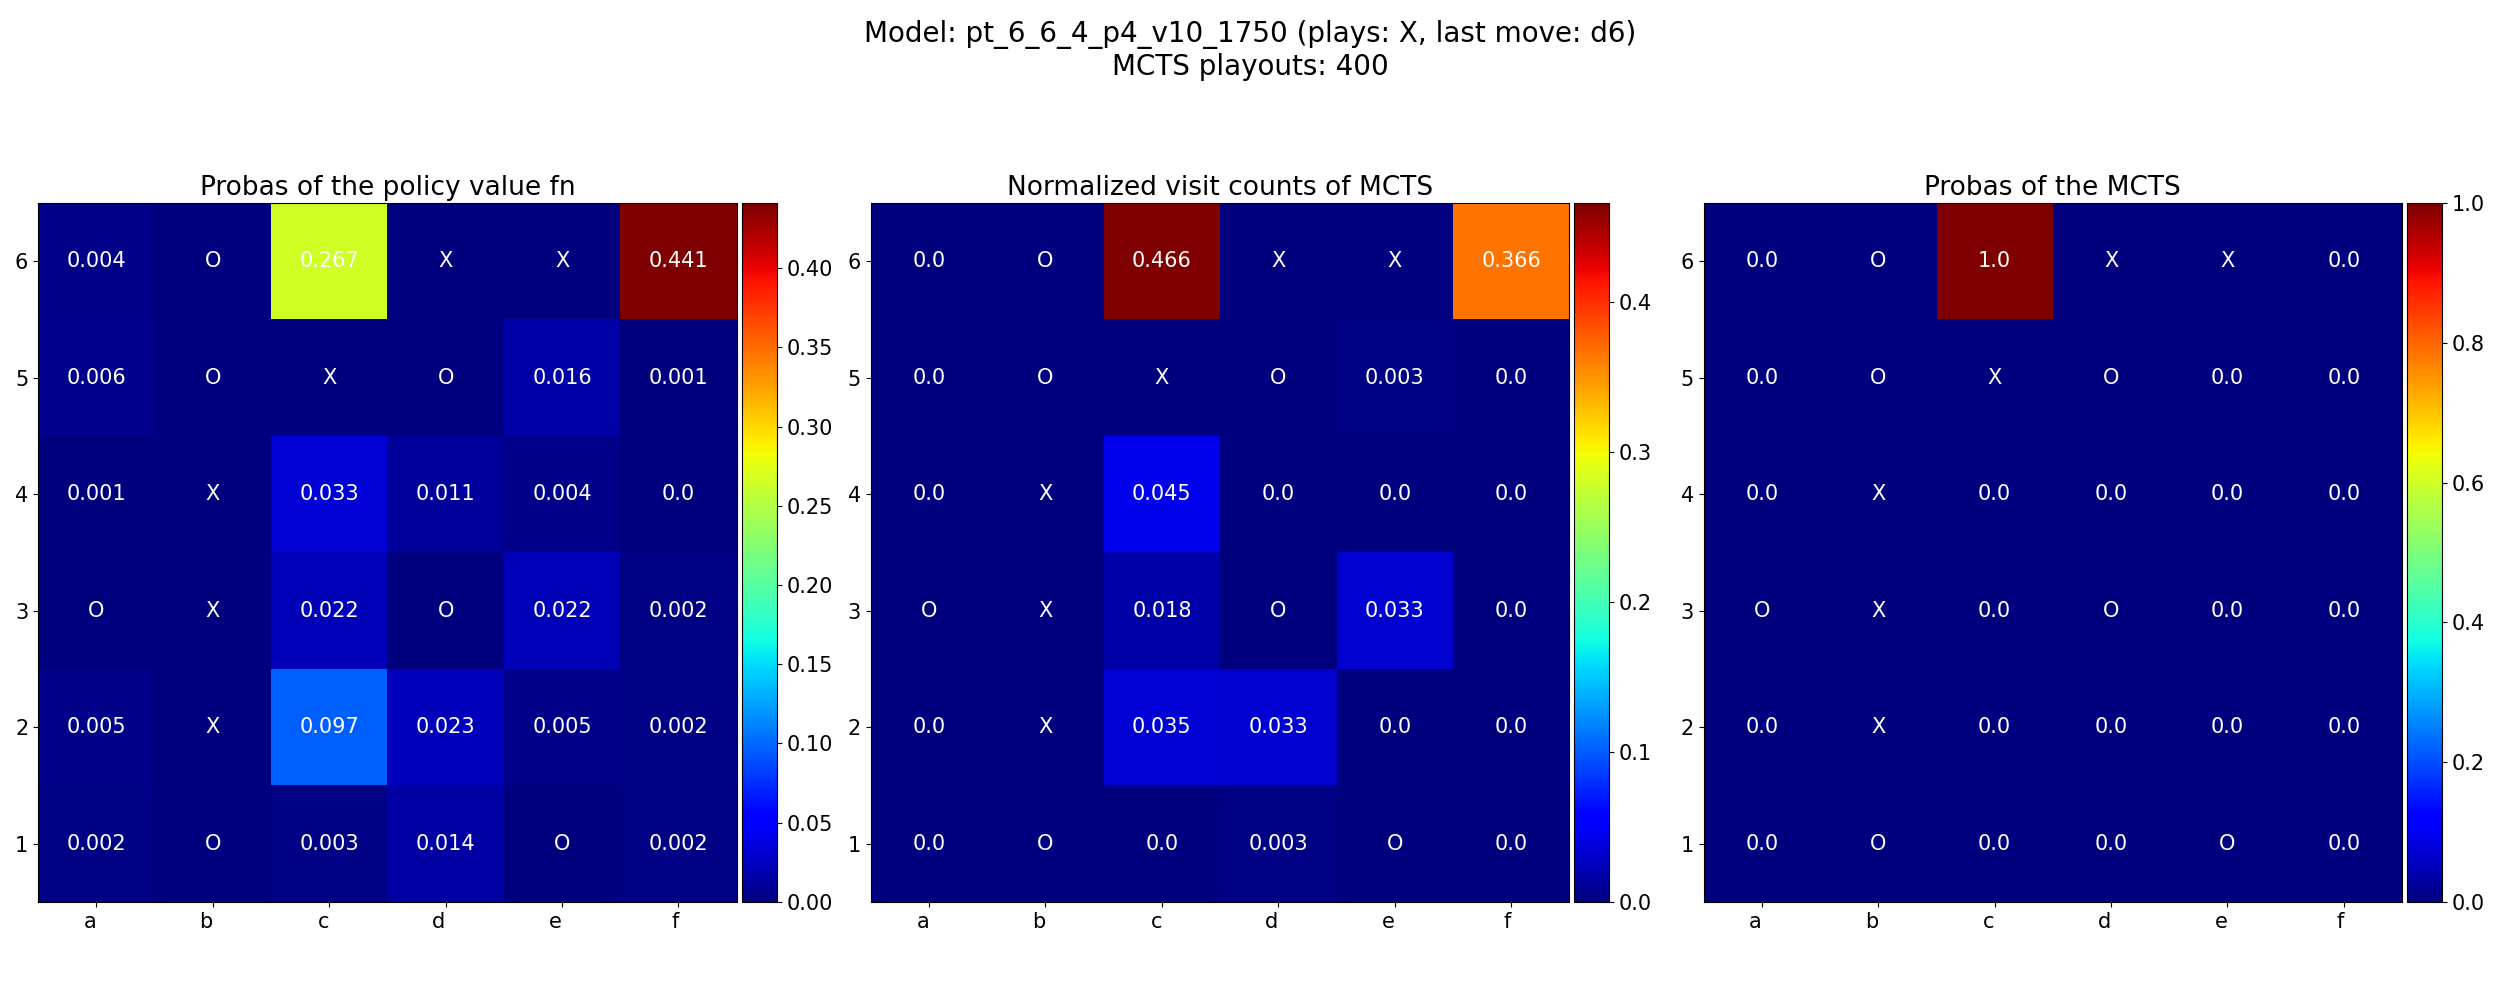 Model: pt_6_6_4_p4_v10_1750 (plays: X, last move: d6)
MCTS playouts: 400
Probas of the policy value fn
6 0.004 O 0.267 X X 0.441
5 0.006 O X O 0.016 0.001
4 0.001 X 0.033 0.011 0.004 0.0
3 O X 0.022 O 0.022 0.002
2 0.005 X 0.097 0.023 0.005 0.002
1 0.002 O 0.003 0.014 O 0.002
a b c d e f
0.40
0.35
0.30
0.25
0.20
0.15
0.10
0.05
0.00
Normalized visit counts of MCTS
6 0.0 O 0.466 X X 0.366
5 0.0 O X O 0.003 0.0
4 0.0 X 0.045 0.0 0.0 0.0
3 O X 0.018 O 0.033 0.0
2 0.0 X 0.035 0.033 0.0 0.0
1 0.0 O 0.0 0.003 O 0.0
a b c d e f
0.4
0.3
0.2
0.1
0.0
Probas of the MCTS
6 0.0 O 1.0 X X 0.0
5 0.0 O X O 0.0 0.0
4 0.0 X 0.0 0.0 0.0 0.0
3 O X 0.0 O 0.0 0.0
2 0.0 X 0.0 0.0 0.0 0.0
1 0.0 O 0.0 0.0 O 0.0
a b c d e f
1.0
0.8
0.6
0.4
0.2
0.0